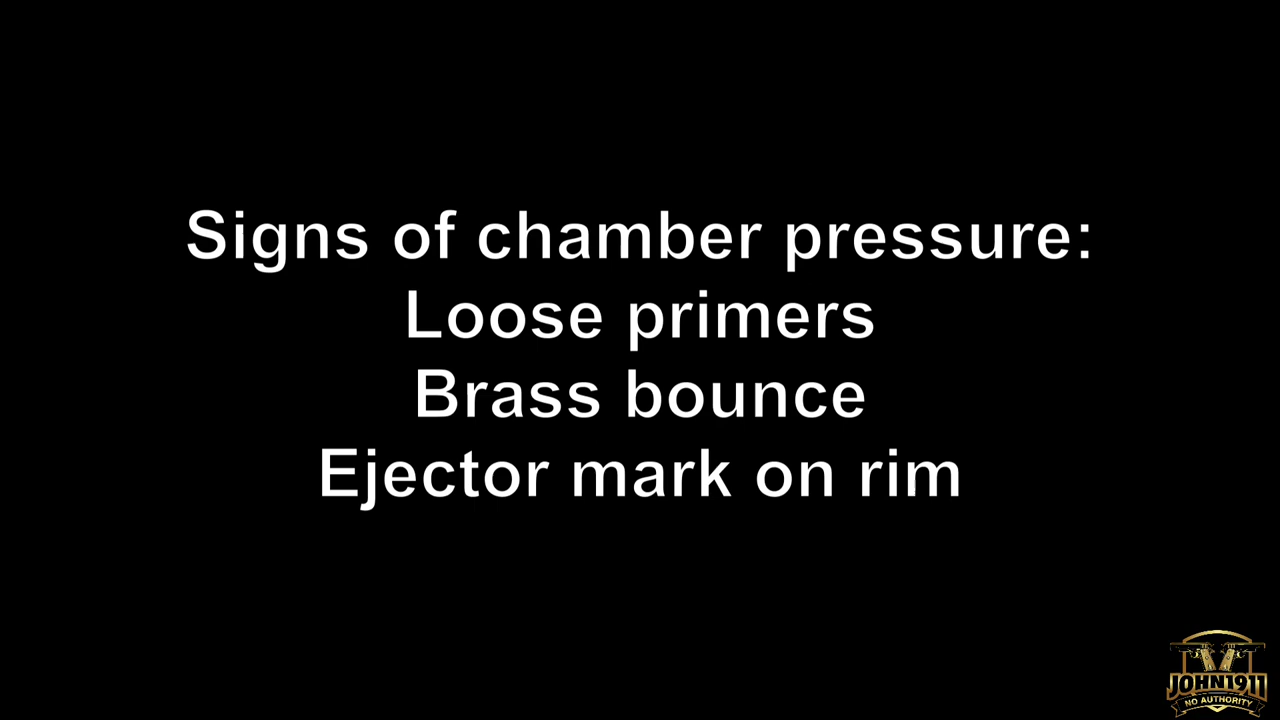 Signs of chamber pressure:
Loose primers
Brass bounce
Ejector mark on rim
JOHN1911
NO AUTHORITY